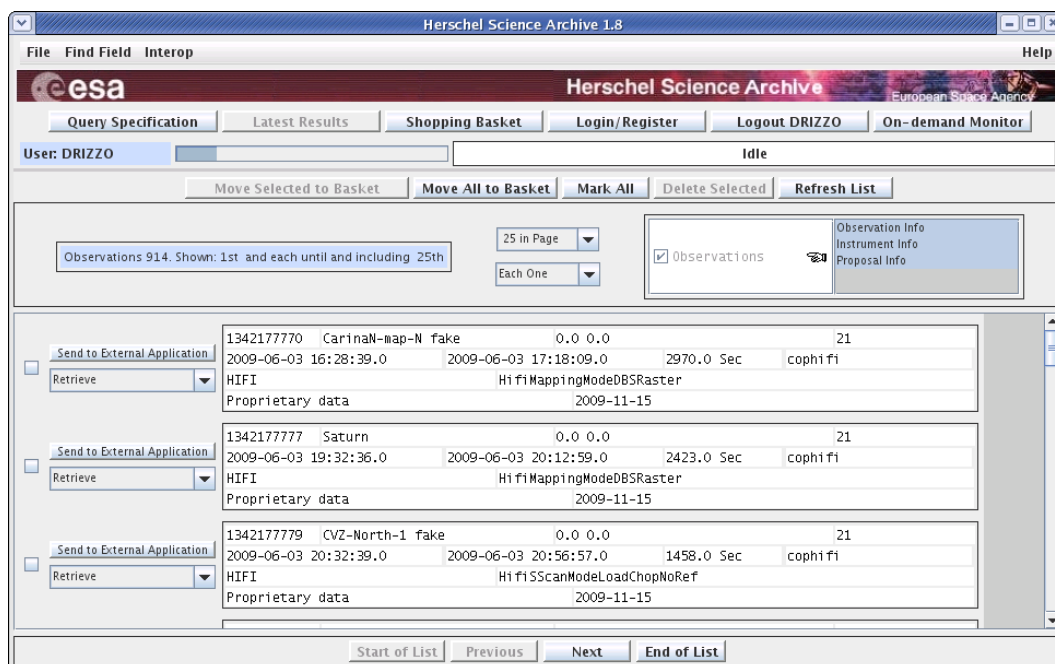 Herschel Science Archive 1.8
File Find Field Interop Help
esa Herschel Science Archive European Space Agency
Query Specification Latest Results Shopping Basket Login/Register Logout DRIZZO On-demand Monitor
User: DRIZZO Idle
Move Selected to Basket Move All to Basket Mark All Delete Selected Refresh List
Observations 914. Shown: 1st and each until and including 25th
25 in Page
Each One
Observations
Observation Info
Instrument Info
Proposal Info
Send to External Application
Retrieve
1342177770 CarinaN-map-N fake 0.0 0.0 21
2009-06-03 16:28:39.0 2009-06-03 17:18:09.0 2970.0 Sec cophifi
HIFI HifiMappingModeDBSRaster
Proprietary data 2009-11-15
Send to External Application
Retrieve
1342177777 Saturn 0.0 0.0 21
2009-06-03 19:32:36.0 2009-06-03 20:12:59.0 2423.0 Sec cophifi
HIFI HifiMappingModeDBSRaster
Proprietary data 2009-11-15
Send to External Application
Retrieve
1342177779 CVZ-North-1 fake 0.0 0.0 21
2009-06-03 20:32:39.0 2009-06-03 20:56:57.0 1458.0 Sec cophifi
HIFI HifiSScanModeLoadChopNoRef
Proprietary data 2009-11-15
Start of List Previous Next End of List